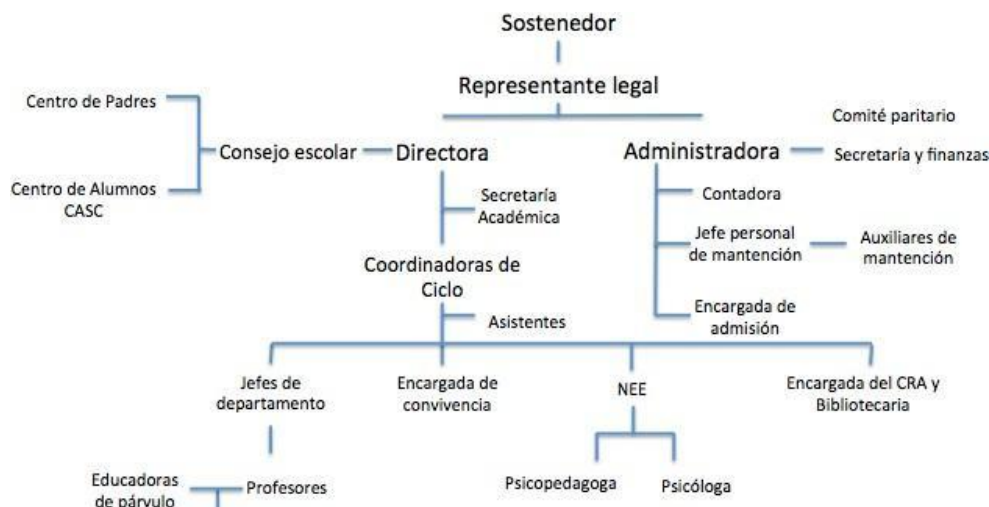 Sostenedor
Representante legal
Centro de Padres
Comité paritario
Consejo escolar
Directora
Administradora
Secretaría y finanzas
Centro de Alumnos
CASC
Secretaría
Académica
Contadora
Jefe personal
de mantención
Auxiliares de
mantención
Coordinadoras de
Ciclo
Encargada de
admisión
Asistentes
Jefes de
departamento
Encargada de
convivencia
NEE
Encargada del CRA y
Bibliotecaria
Psicopedagoga
Psicóloga
Educadoras
de párvulo
Profesores